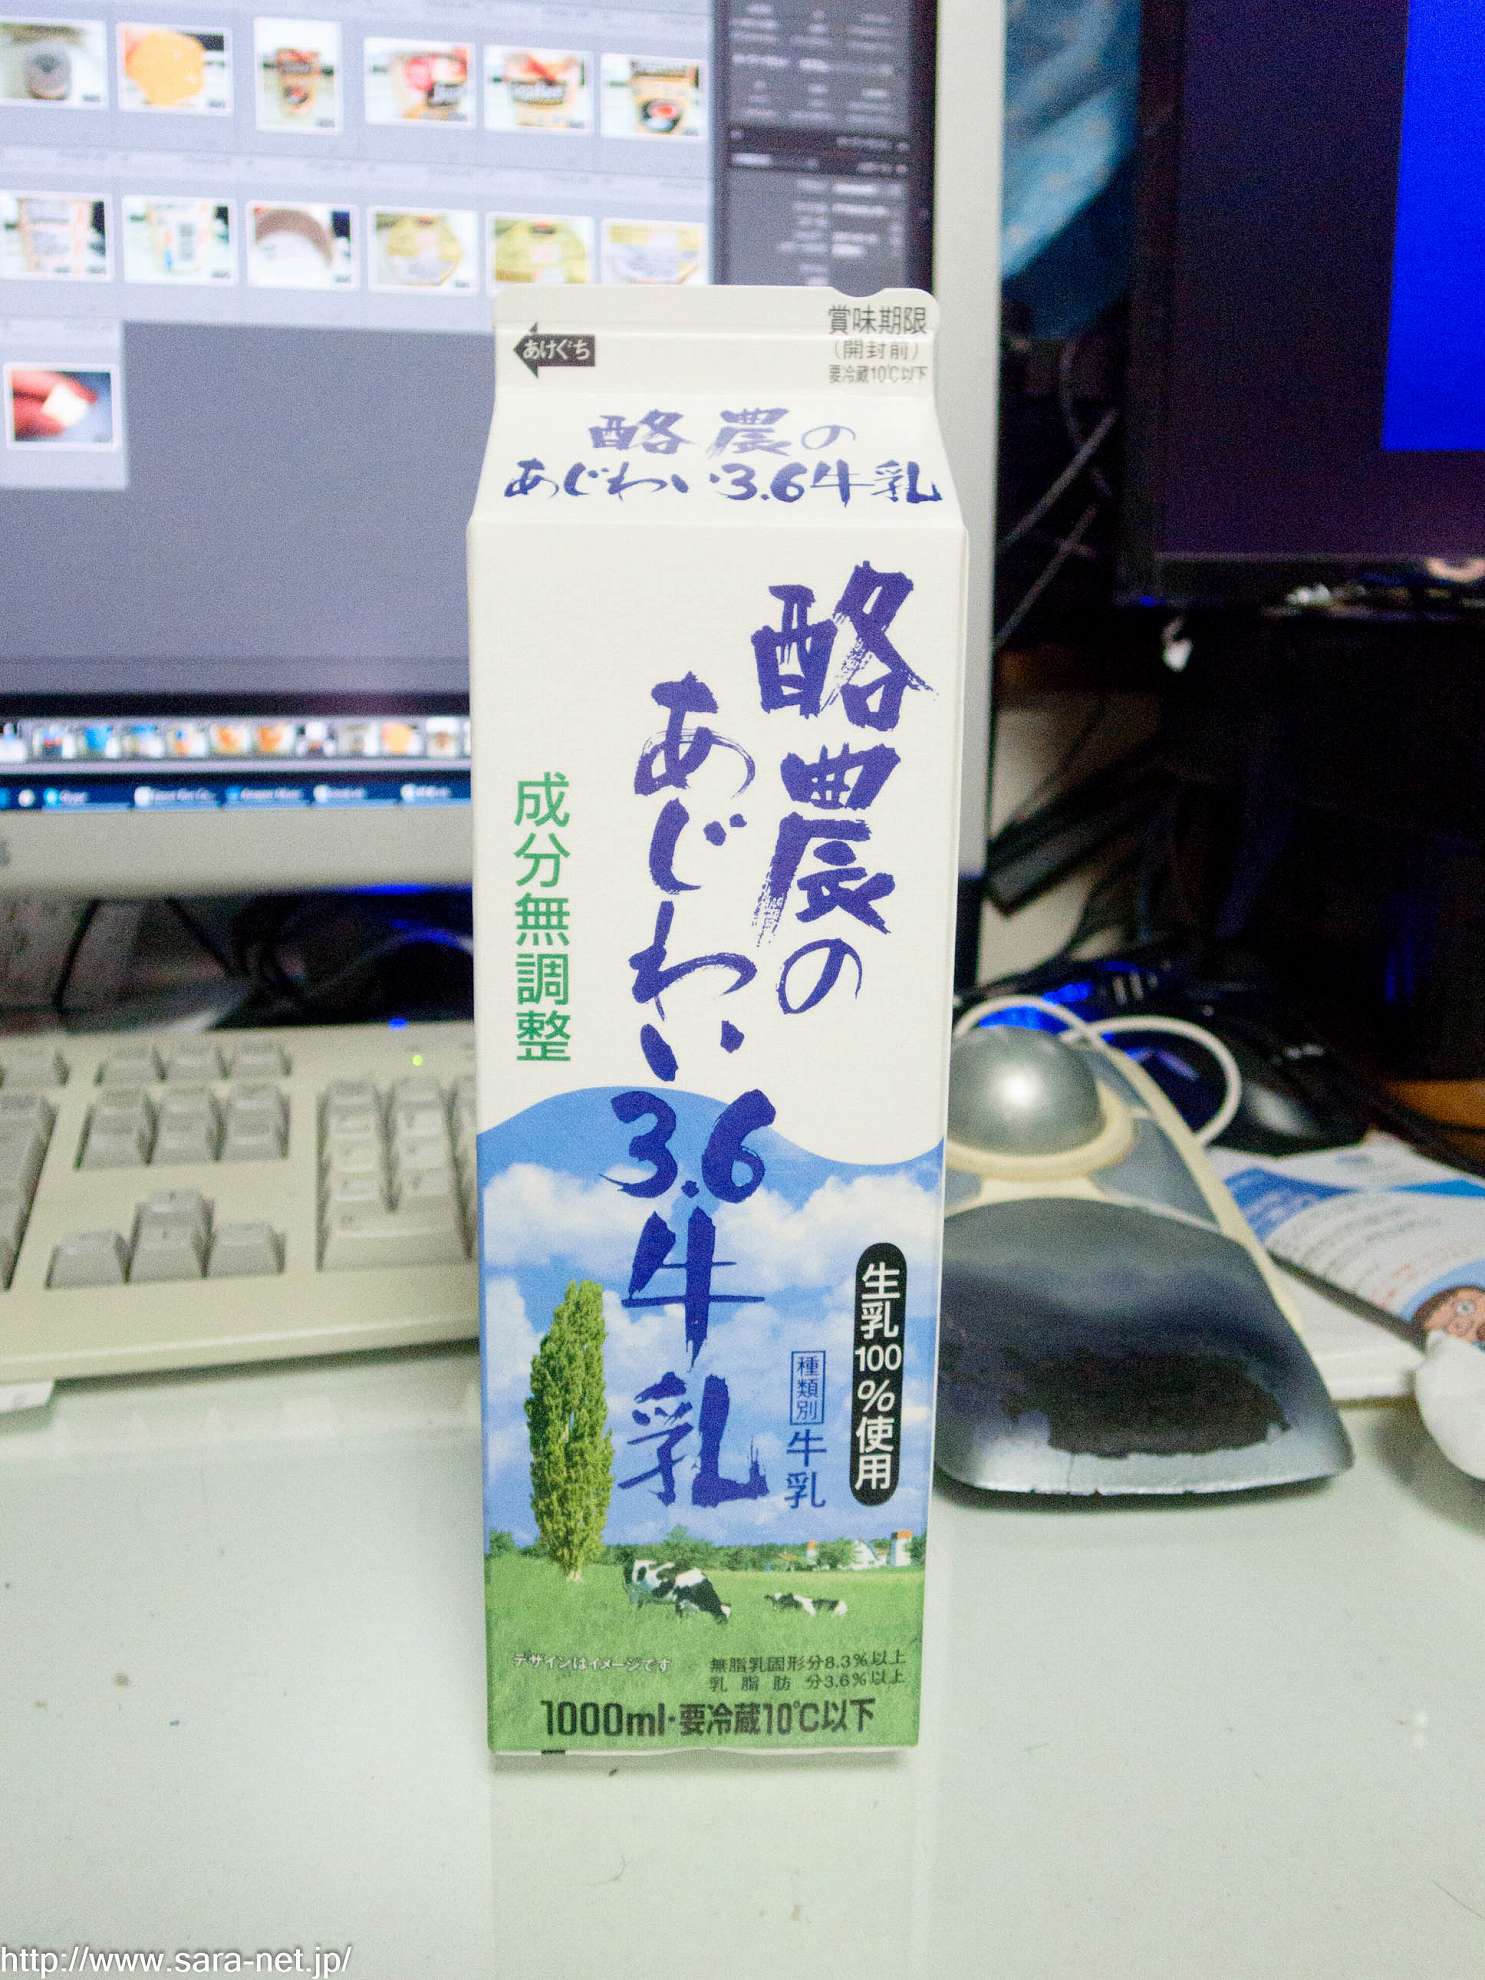 あけぐち
賞味期限
(開封前)
要冷蔵10℃以下
酪農の
あじわい3.6牛乳
酪農の
あじわい3.6牛乳
成分無調整
生乳100%使用
種類別
牛乳
デザインはイメージです
無脂乳固形分8.3%以上
乳脂肪分3.6%以上
1000ml・要冷蔵10℃以下
http://www.sara-net.jp/